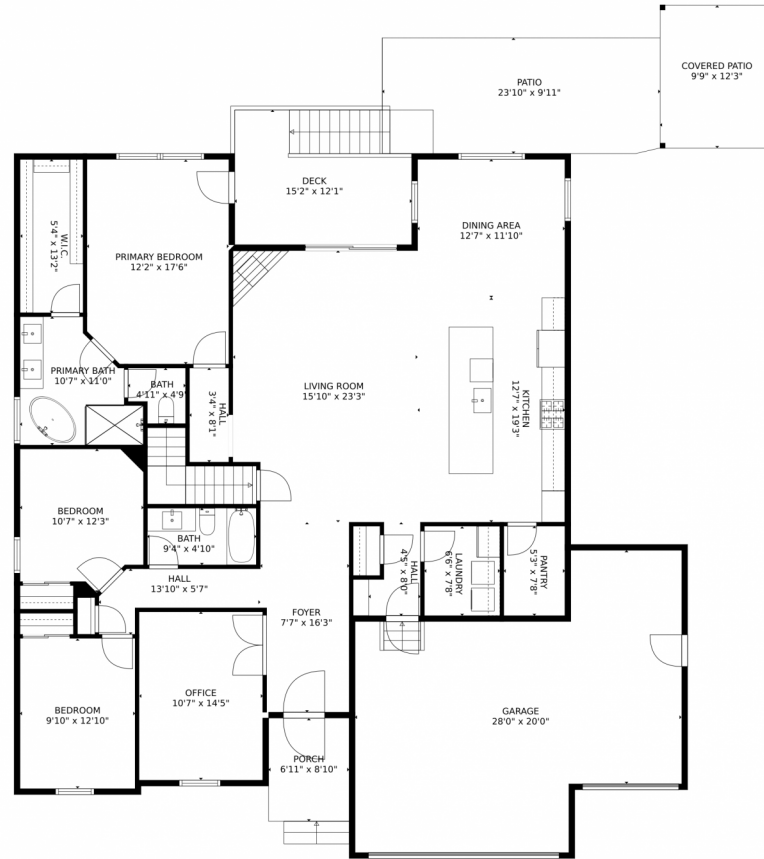 COVERED PATIO
9'9" x 12'3"
PATIO
23'10" x 9'11"
DECK
15'2" x 12'1"
DINING AREA
12'7" x 11'10"
W.I.C.
5'4" x 13'2"
PRIMARY BEDROOM
12'2" x 17'6"
PRIMARY BATH
10'7" x 11'0"
BATH
4'11" x 4'9"
HALL
3'4" x 8'1"
LIVING ROOM
15'10" x 23'3"
KITCHEN
12'7" x 19'3"
BEDROOM
10'7" x 12'3"
BATH
9'4" x 4'10"
HALL
13'10" x 5'7"
HALL
4'5" x 8'0"
LAUNDRY
6'6" x 7'8"
PANTRY
5'3" x 7'8"
FOYER
7'7" x 16'3"
OFFICE
10'7" x 14'5"
BEDROOM
9'10" x 12'10"
GARAGE
28'0" x 20'0"
PORCH
6'11" x 8'10"